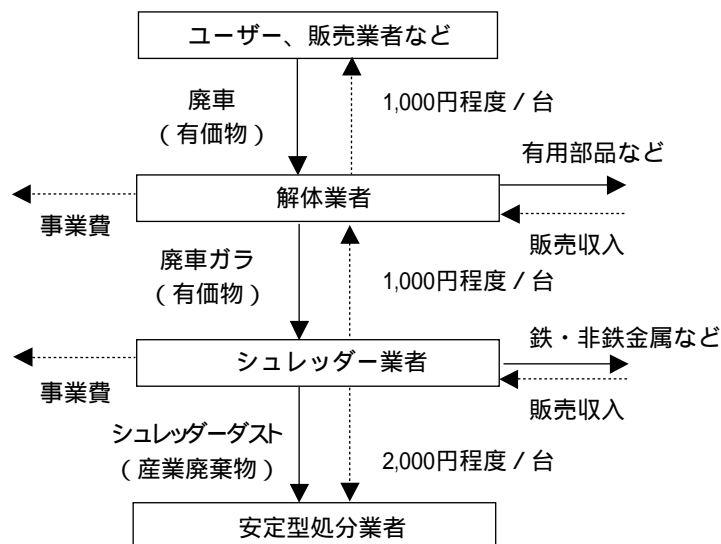 ユーザー、販売業者など
廃車
（有価物）
1,000円程度／台
有用部品など
解体業者
事業費
販売収入
廃車ガラ
（有価物）
1,000円程度／台
鉄・非鉄金属など
シュレッダー業者
事業費
販売収入
シュレッダーダスト
（産業廃棄物）
2,000円程度／台
安定型処分業者